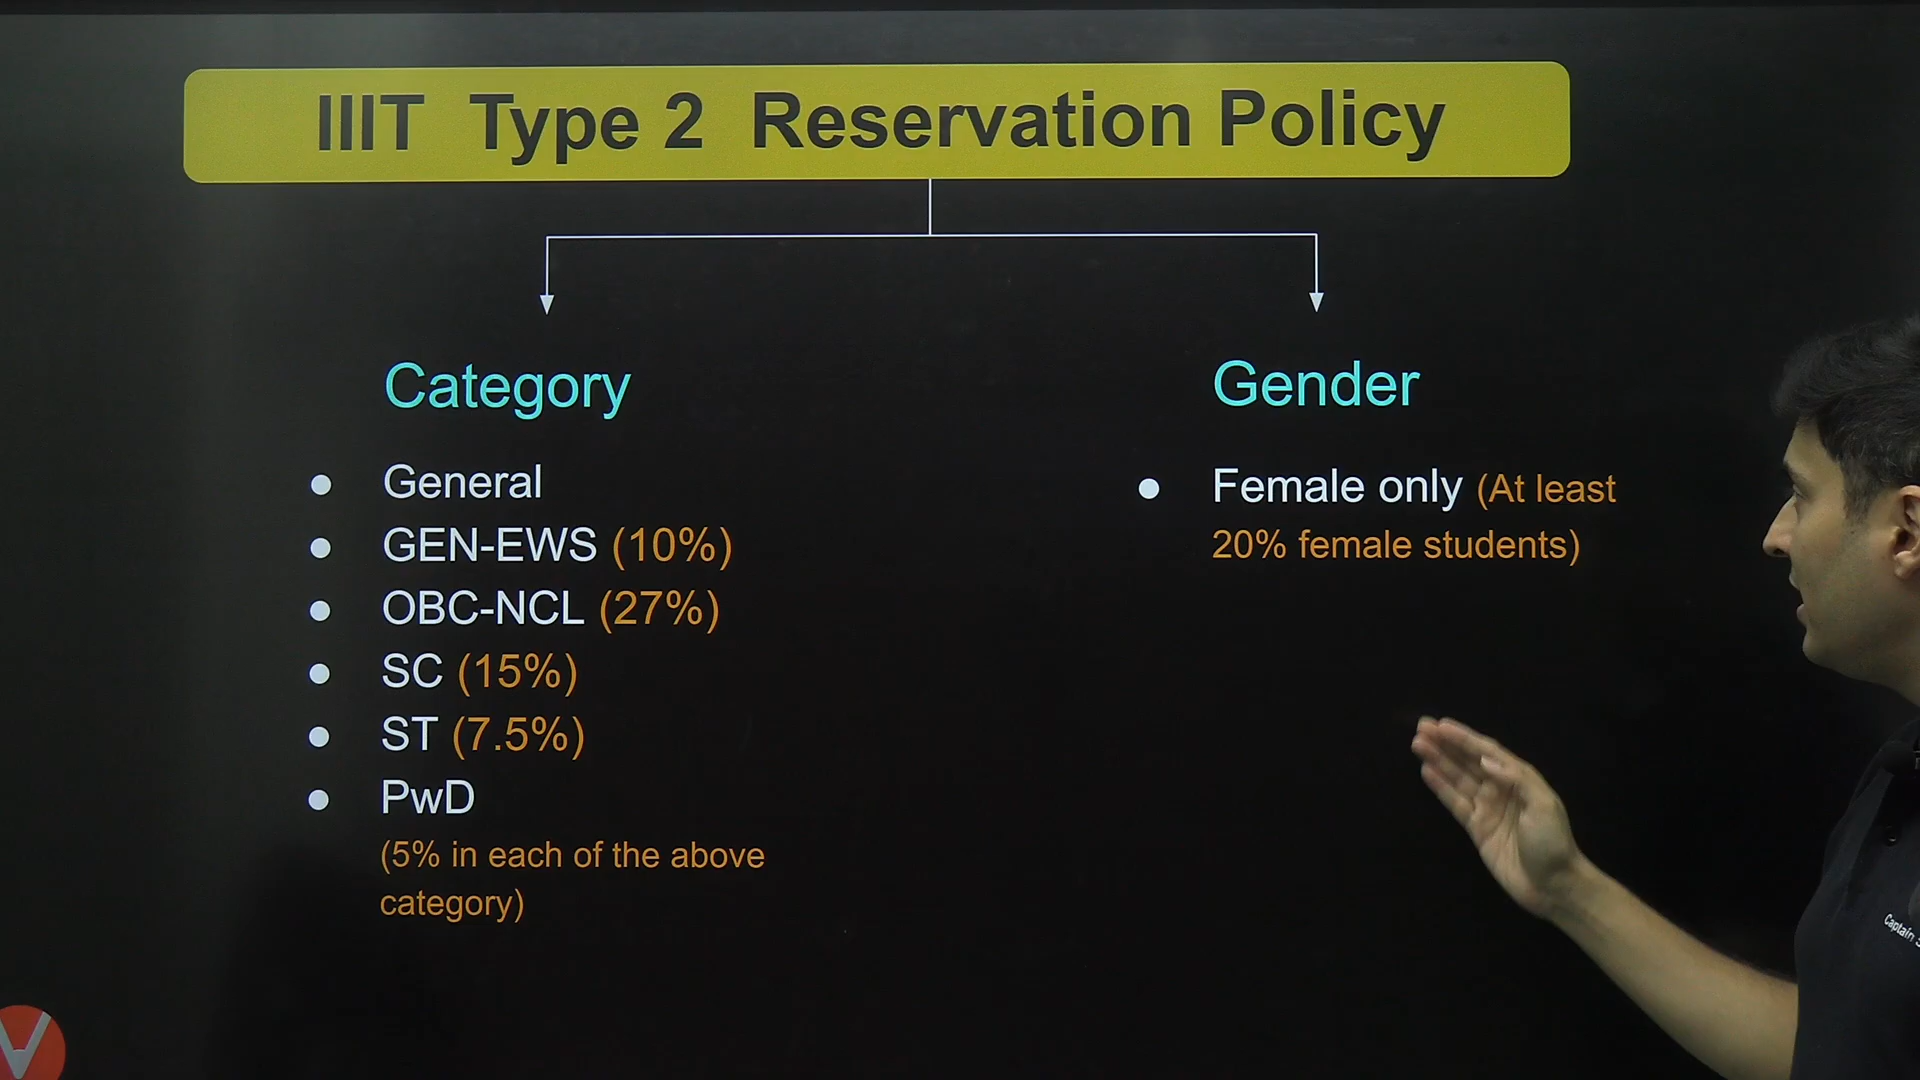 IIIT Type 2 Reservation Policy
Category
General
GEN-EWS (10%)
OBC-NCL (27%)
SC (15%)
ST (7.5%)
PwD
(5% in each of the above
category)
Gender
Female only (At least
20% female students)
Captain